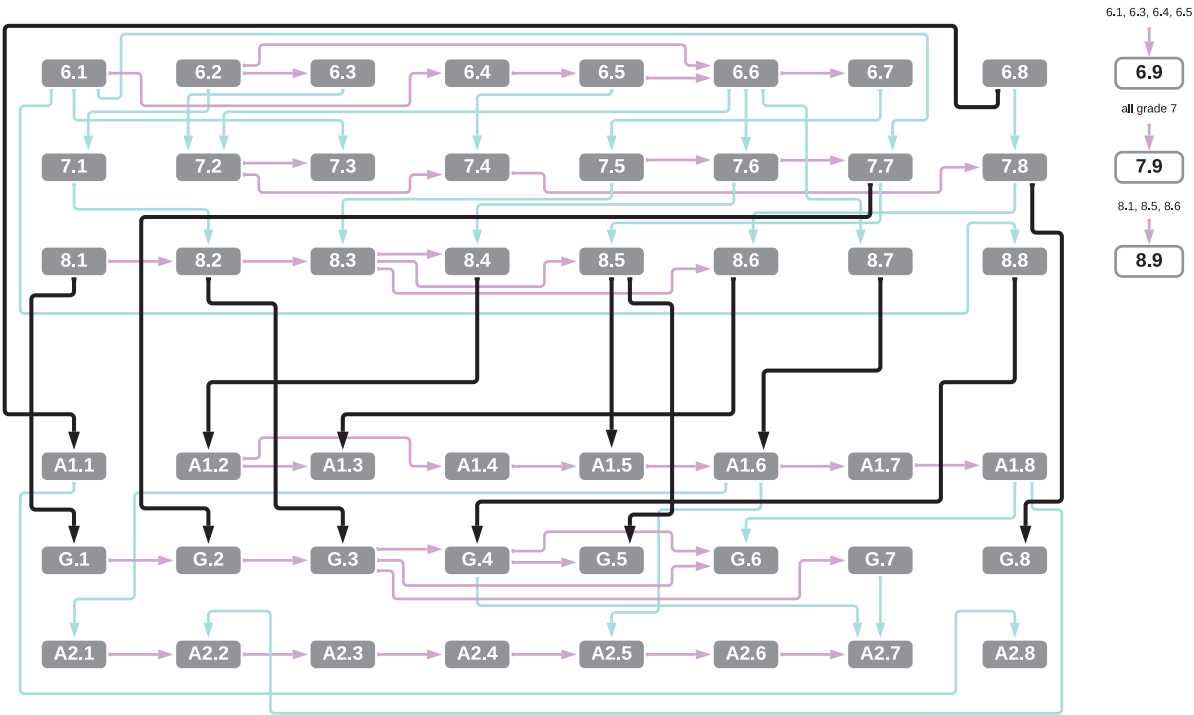 6.1, 6.3, 6.4, 6.5
6.1 6.2 6.3 6.4 6.5 6.6 6.7 6.8 6.9
all grade 7
7.1 7.2 7.3 7.4 7.5 7.6 7.7 7.8 7.9
8.1, 8.5, 8.6
8.1 8.2 8.3 8.4 8.5 8.6 8.7 8.8 8.9
A1.1 A1.2 A1.3 A1.4 A1.5 A1.6 A1.7 A1.8
G.1 G.2 G.3 G.4 G.5 G.6 G.7 G.8
A2.1 A2.2 A2.3 A2.4 A2.5 A2.6 A2.7 A2.8